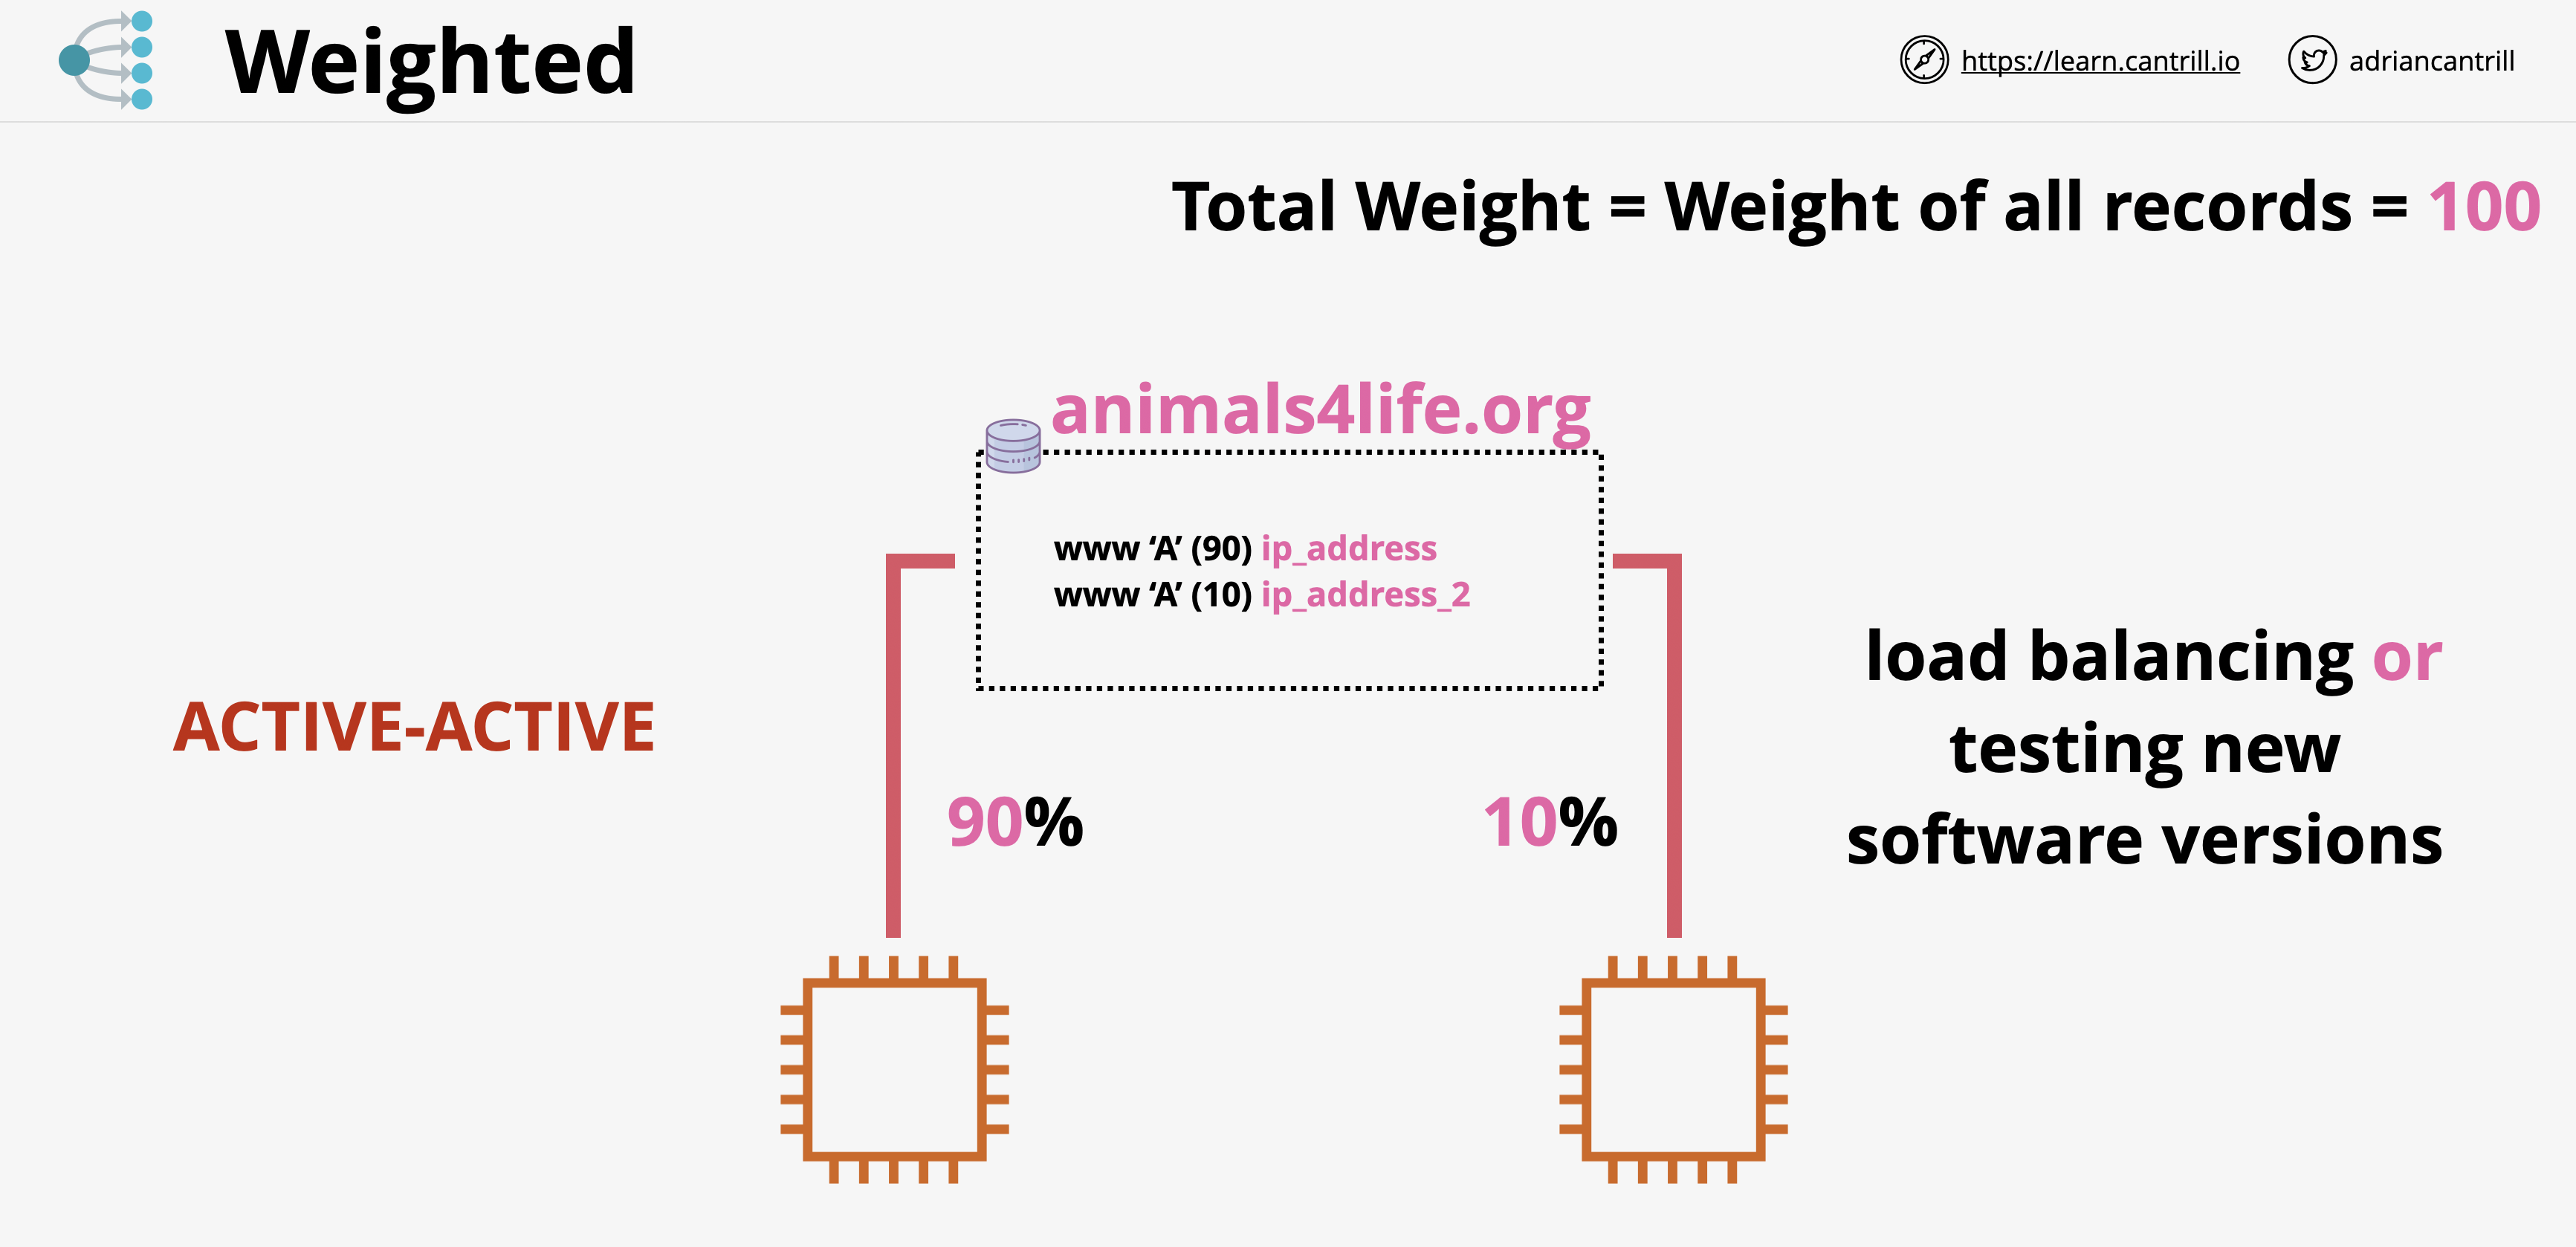 Weighted
https://learn.cantrill.io
adriancantrill
Total Weight = Weight of all records = 100
animals4life.org
www ‘A’ (90) ip_address
www ‘A’ (10) ip_address_2
ACTIVE-ACTIVE
90%
10%
load balancing or
testing new
software versions